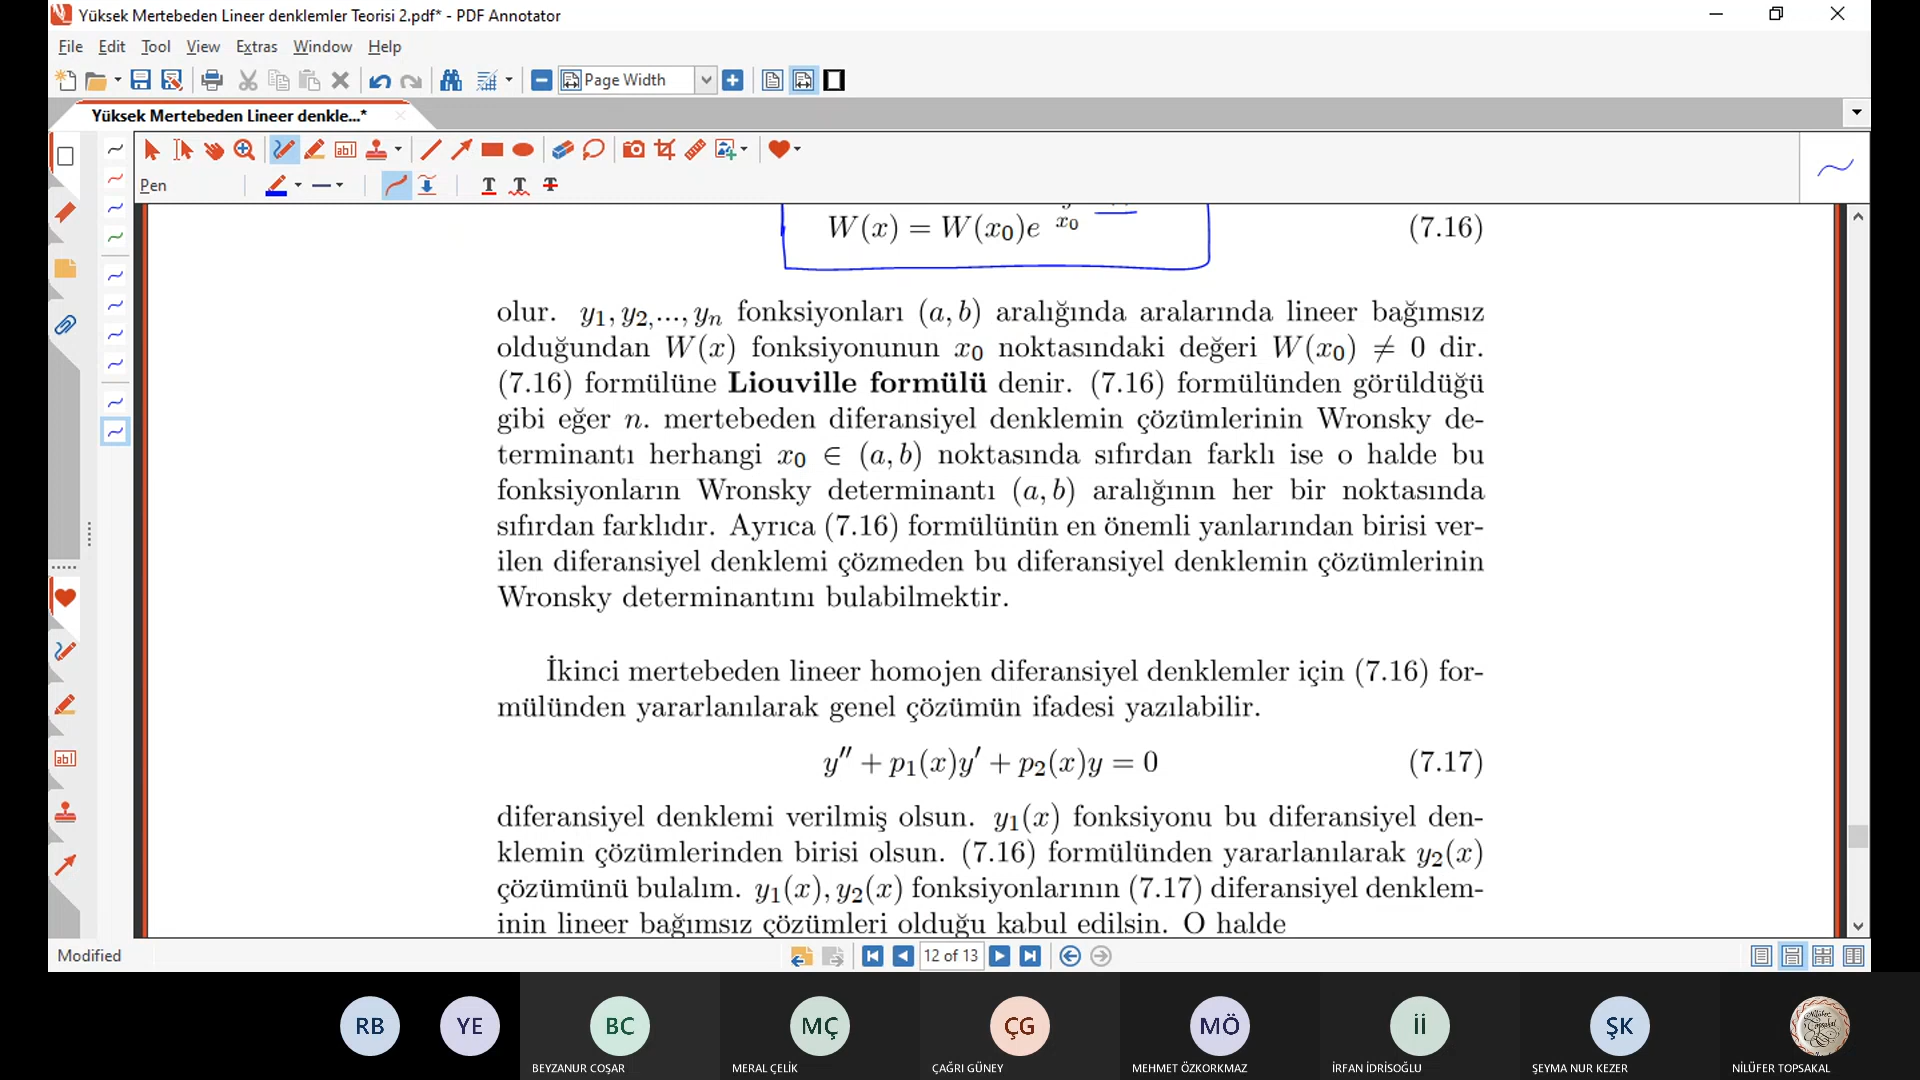 Yüksek Mertebeden Lineer denklemler Teorisi 2.pdf* - PDF Annotator
File Edit Tool View Extras Window Help
Page Width
Yüksek Mertebeden Lineer denkle...*
Pen
W(x) = W(x₀)e x₀ (7.16)
olur. y₁, y₂,..., yₙ fonksiyonları (a, b) aralığında aralarında lineer bağımsız
olduğundan W(x) fonksiyonunun x₀ noktasındaki değeri W(x₀) ≠ 0 dir.
(7.16) formülüne Liouville formülü denir. (7.16) formülünden görüldüğü
gibi eğer n. mertebeden diferansiyel denklemin çözümlerinin Wronsky de-
terminantı herhangi x₀ ∈ (a, b) noktasında sıfırdan farklı ise o halde bu
fonksiyonların Wronsky determinantı (a, b) aralığının her bir noktasında
sıfırdan farklıdır. Ayrıca (7.16) formülünün en önemli yanlarından birisi ver-
ilen diferansiyel denklemi çözmeden bu diferansiyel denklemin çözümlerinin
Wronsky determinantını bulabilmektir.
İkinci mertebeden lineer homojen diferansiyel denklemler için (7.16) for-
mülünden yararlanılarak genel çözümün ifadesi yazılabilir.
y″ + p₁(x)y′ + p₂(x)y = 0 (7.17)
diferansiyel denklemi verilmiş olsun. y₁(x) fonksiyonu bu diferansiyel den-
klemin çözümlerinden birisi olsun. (7.16) formülünden yararlanılarak y₂(x)
çözümünü bulalım. y₁(x), y₂(x) fonksiyonlarının (7.17) diferansiyel denklem-
inin lineer bağımsız çözümleri olduğu kabul edilsin. O halde
Modified 12 of 13
RB YE BC MÇ ÇG MÖ İİ ŞK
BEYZANUR COŞAR MERAL ÇELİK ÇAĞRI GÜNEY MEHMET ÖZKORKMAZ İRFAN İDRİSOĞLU ŞEYMA NUR KEZER NİLÜFER TOPSAKAL